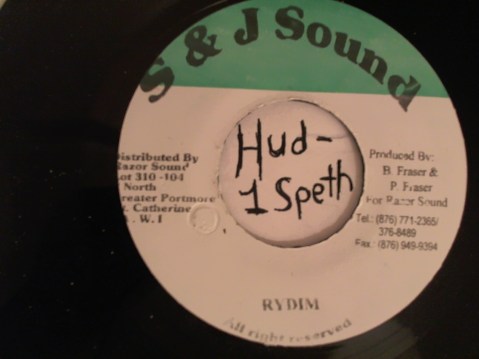 S & J Sound
Distributed By
Razor Sound
Lot 310 -104
North
Greater Portmore
St. Catherine
W. I
Hud-
1 Speth
Produced By:
B. Fraser &
P. Fraser
For Razor Sound
Tel.: (876) 771-2365/
376-8489
Fax.: (876) 949-9394
RYDIM
All right reserved